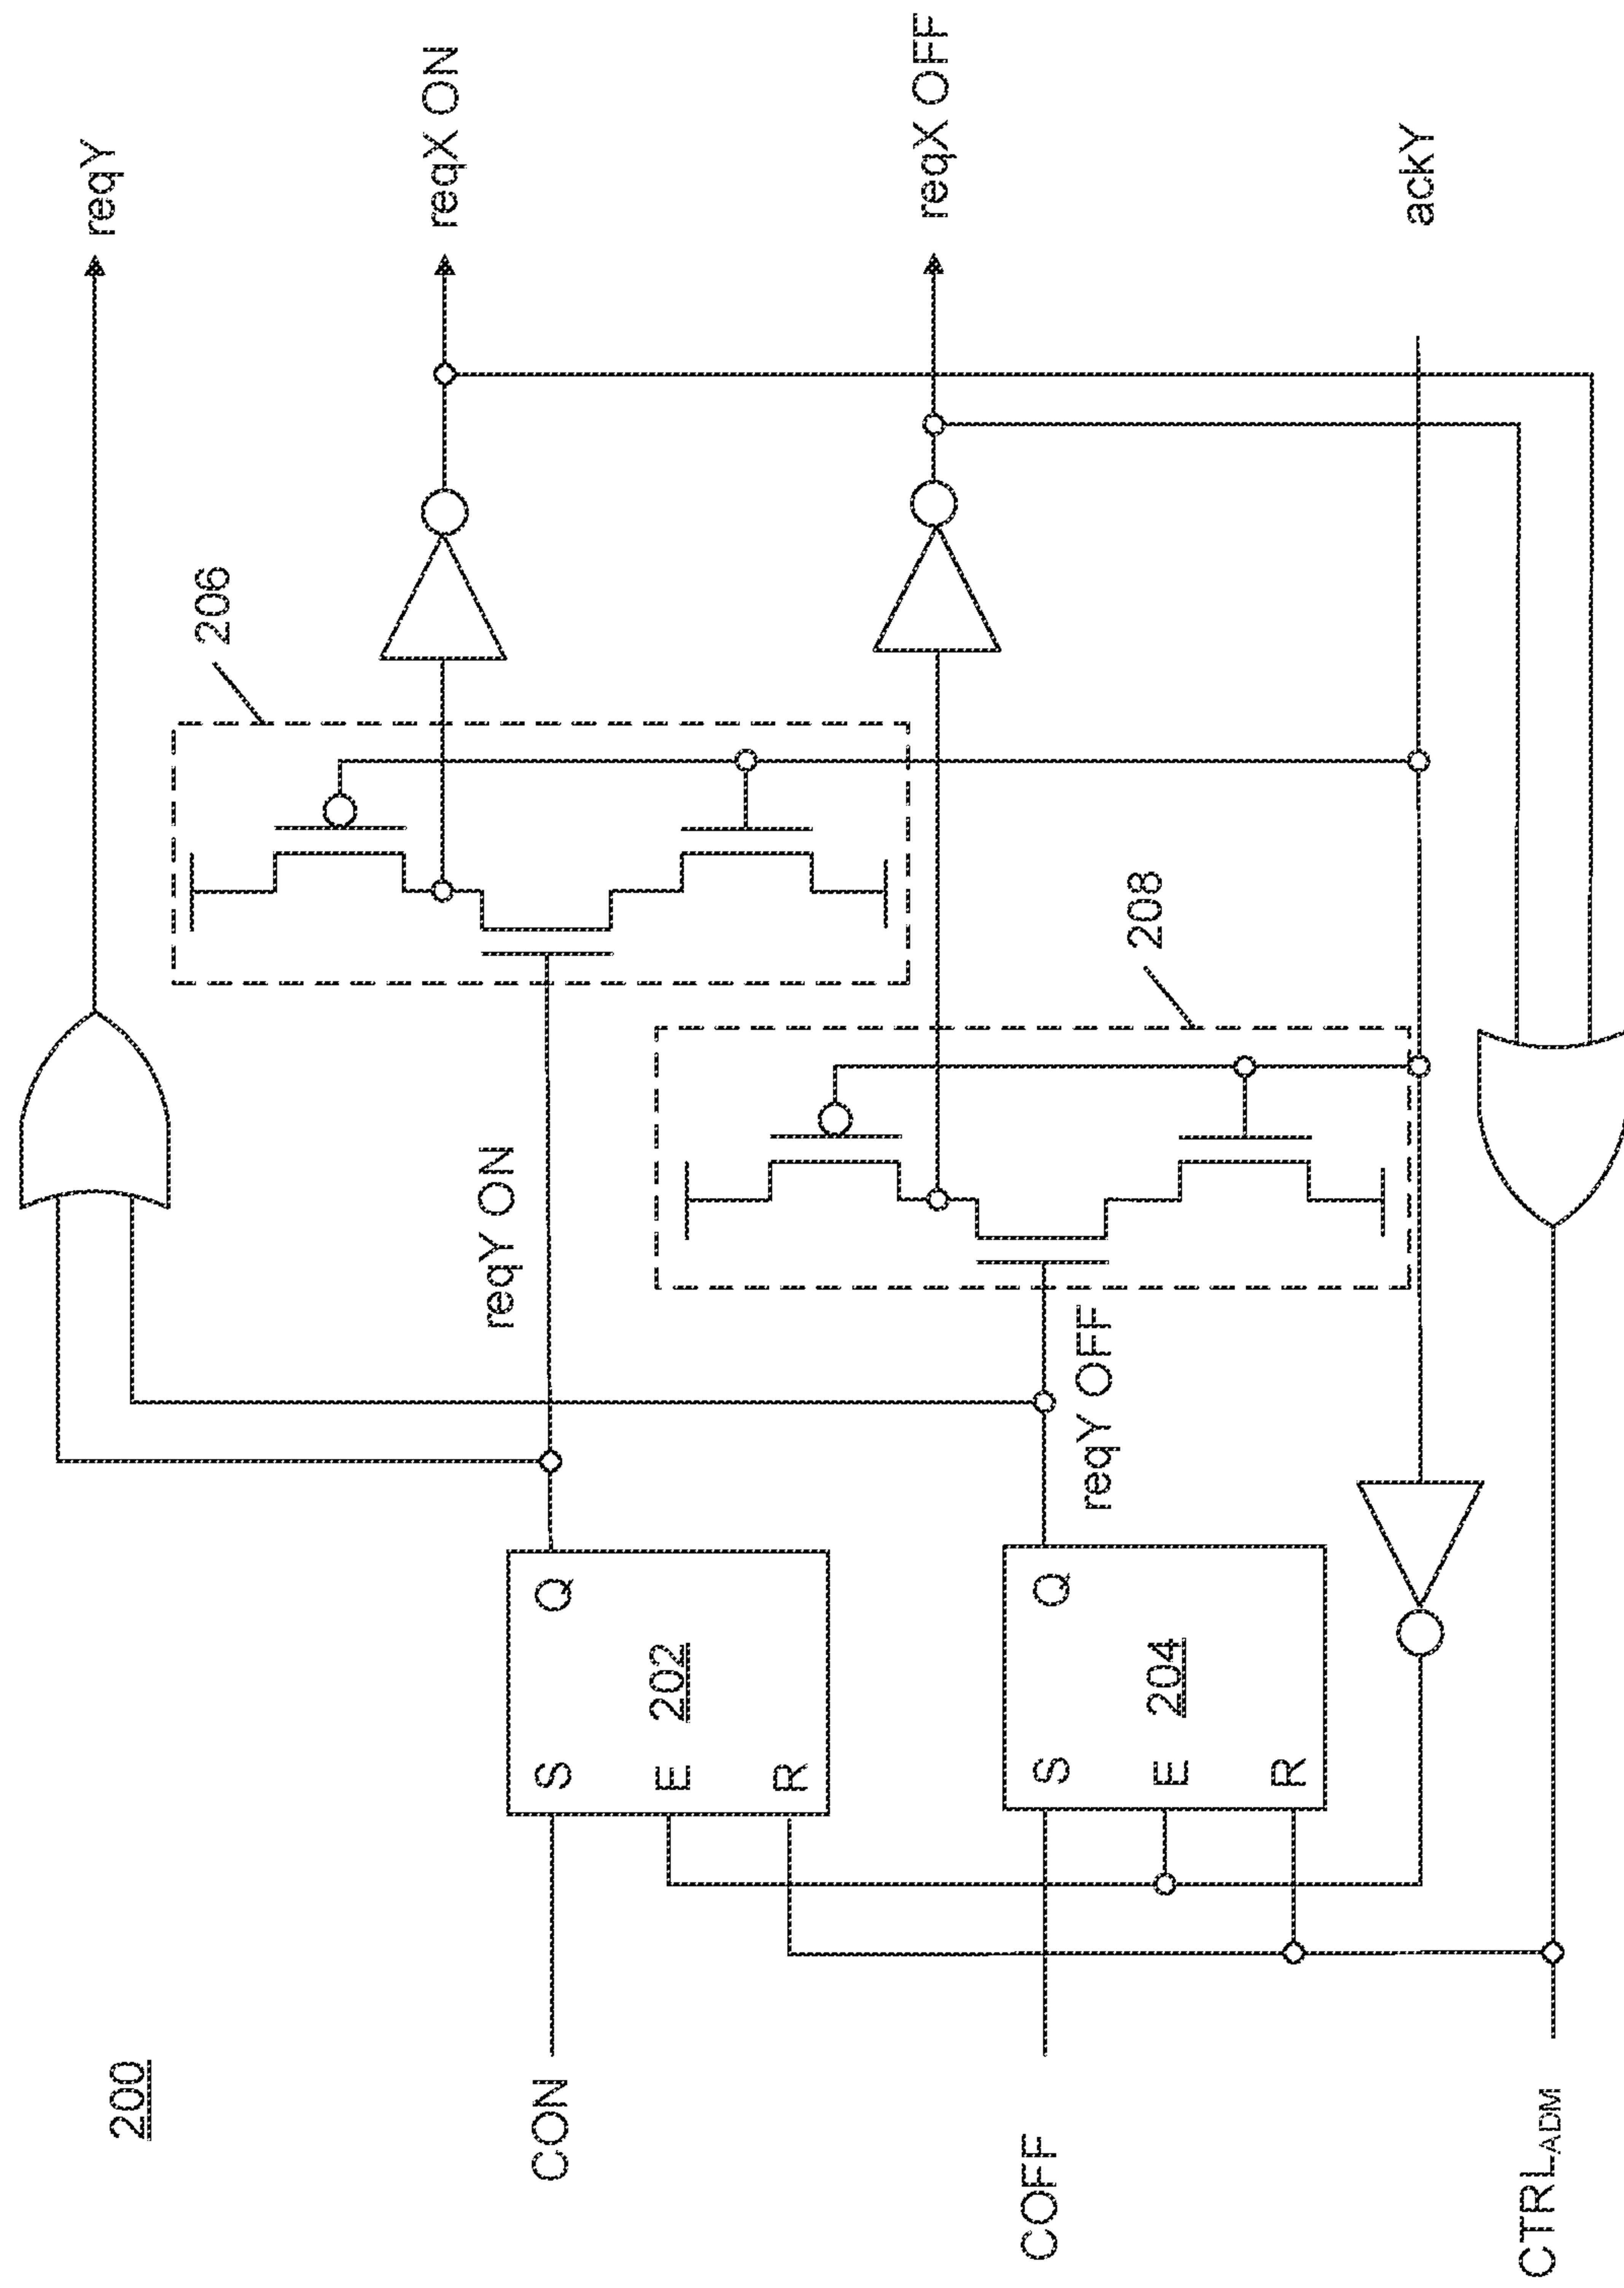 200
reqY
reqX ON
206
reqX OFF
ackY
208
reqY ON
reqY OFF
CON
S
Q
202
E
R
COFF
S
Q
204
E
R
CTRLADM